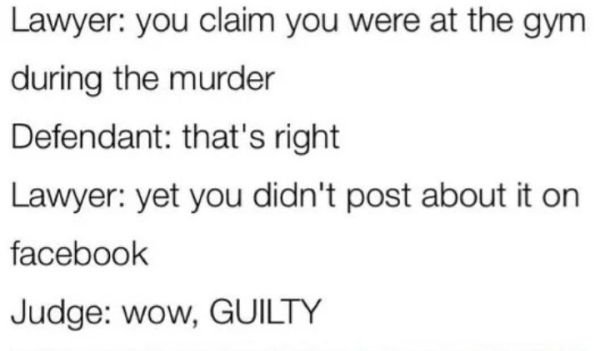 Lawyer: you claim you were at the gym
during the murder
Defendant: that's right
Lawyer: yet you didn't post about it on
facebook
Judge: wow, GUILTY